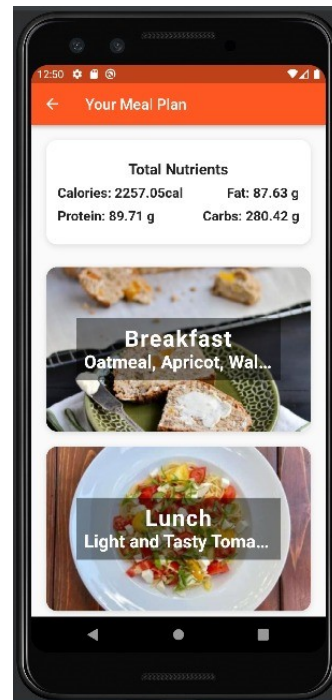 12:50
Your Meal Plan
Total Nutrients
Calories: 2257.05cal Fat: 87.63 g
Protein: 89.71 g Carbs: 280.42 g
Breakfast
Oatmeal, Apricot, Wal...
Lunch
Light and Tasty Toma...